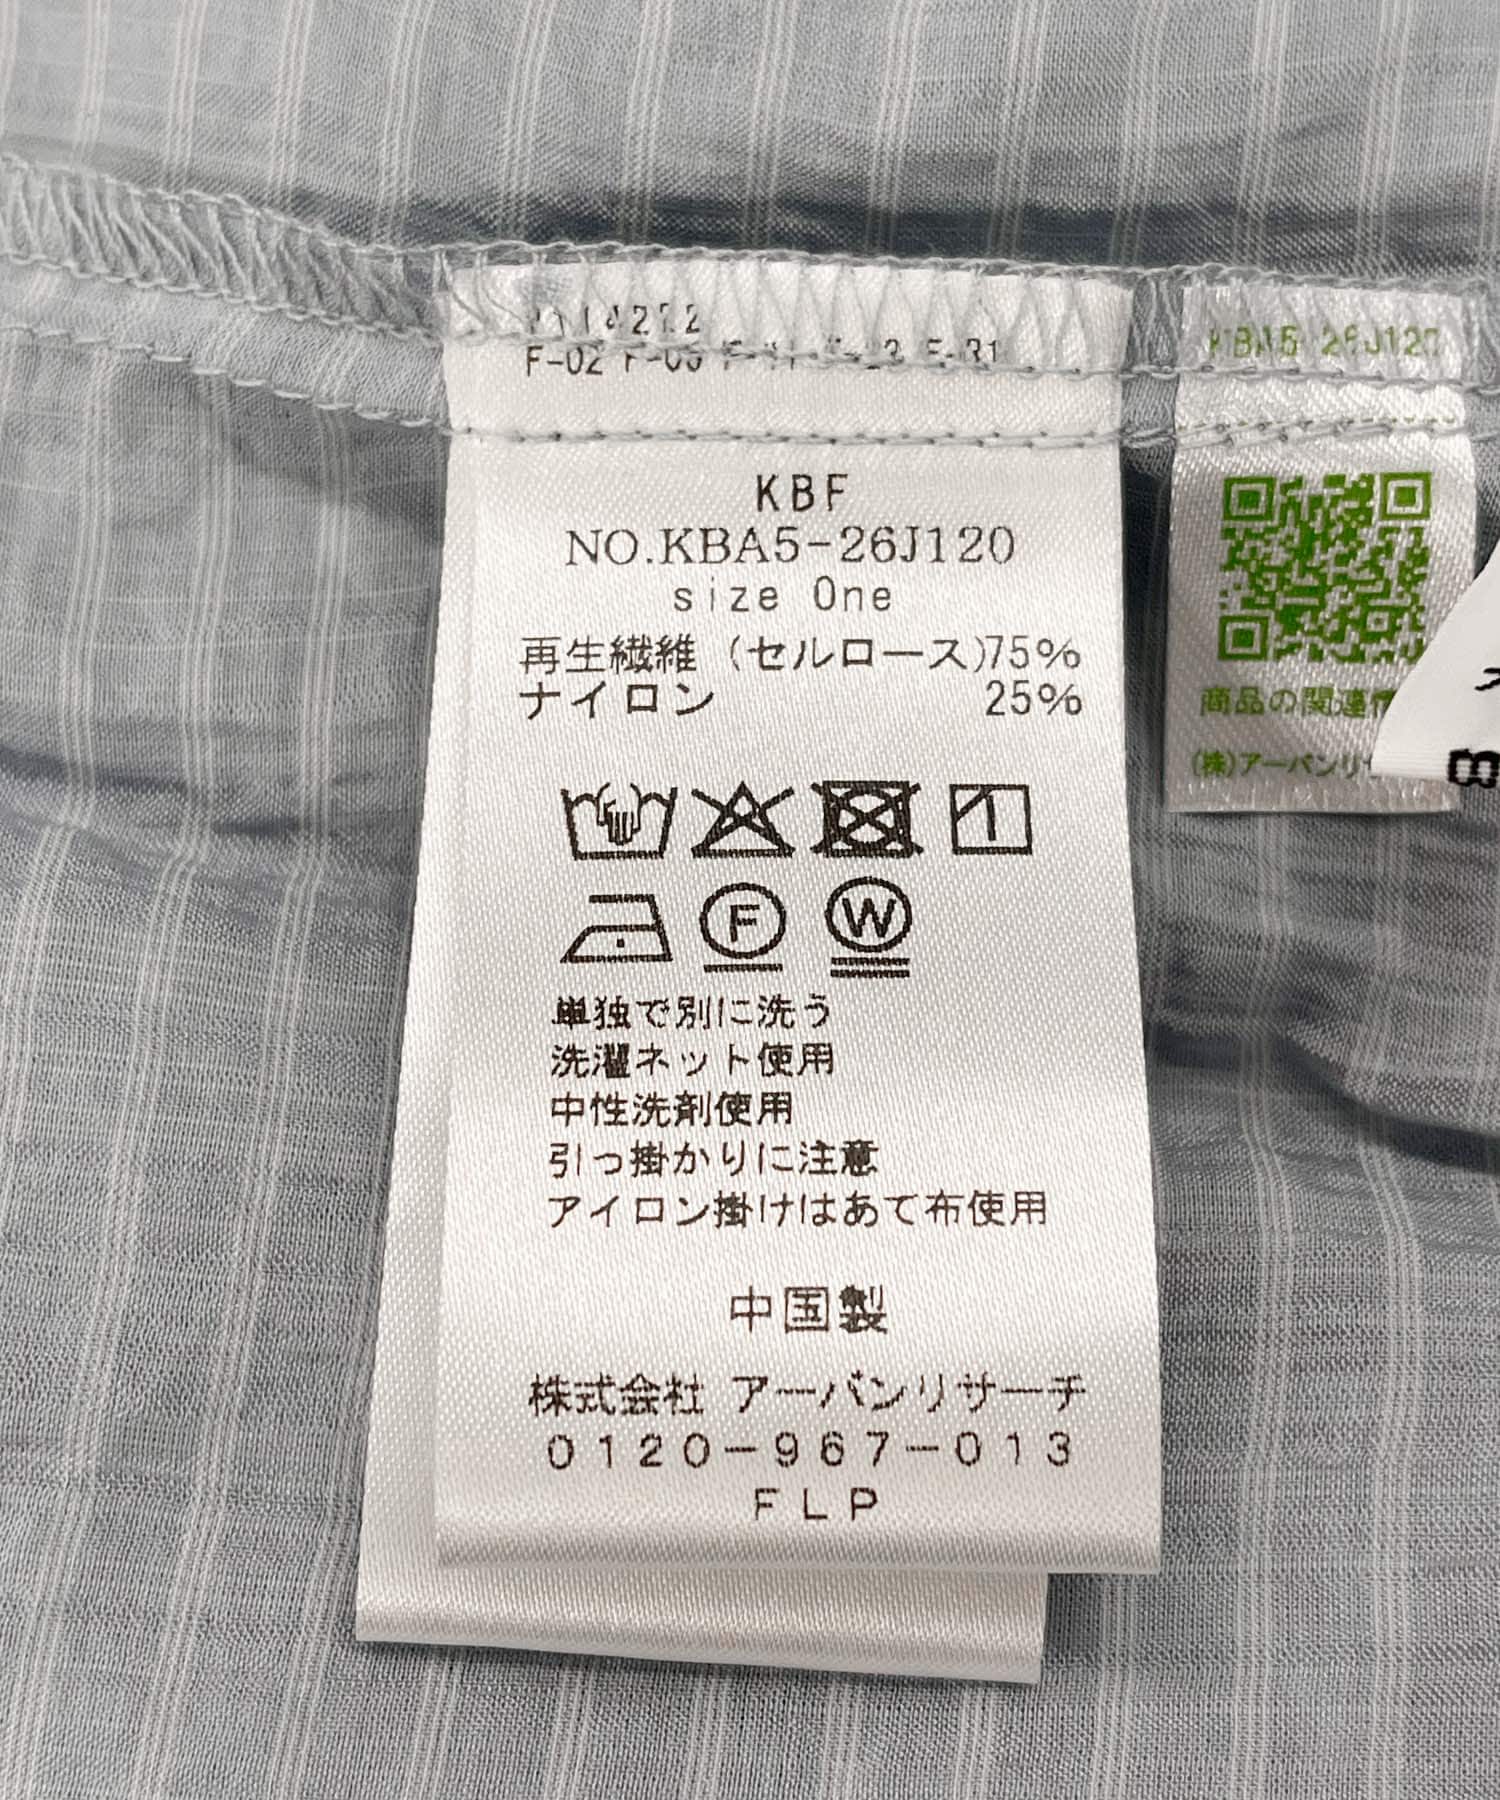 F-02
KBF
NO.KBA5-26J120
size One
再生繊維（セルロース)75%
ナイロン 25%
F
W
単独で別に洗う
洗濯ネット使用
中性洗剤使用
引っ掛かりに注意
アイロン掛けはあて布使用
中国製
株式会社 アーバンリサーチ
0120-967-013
FLP
KBA5-26J120
商品の関連
(株)アーバンリ
8